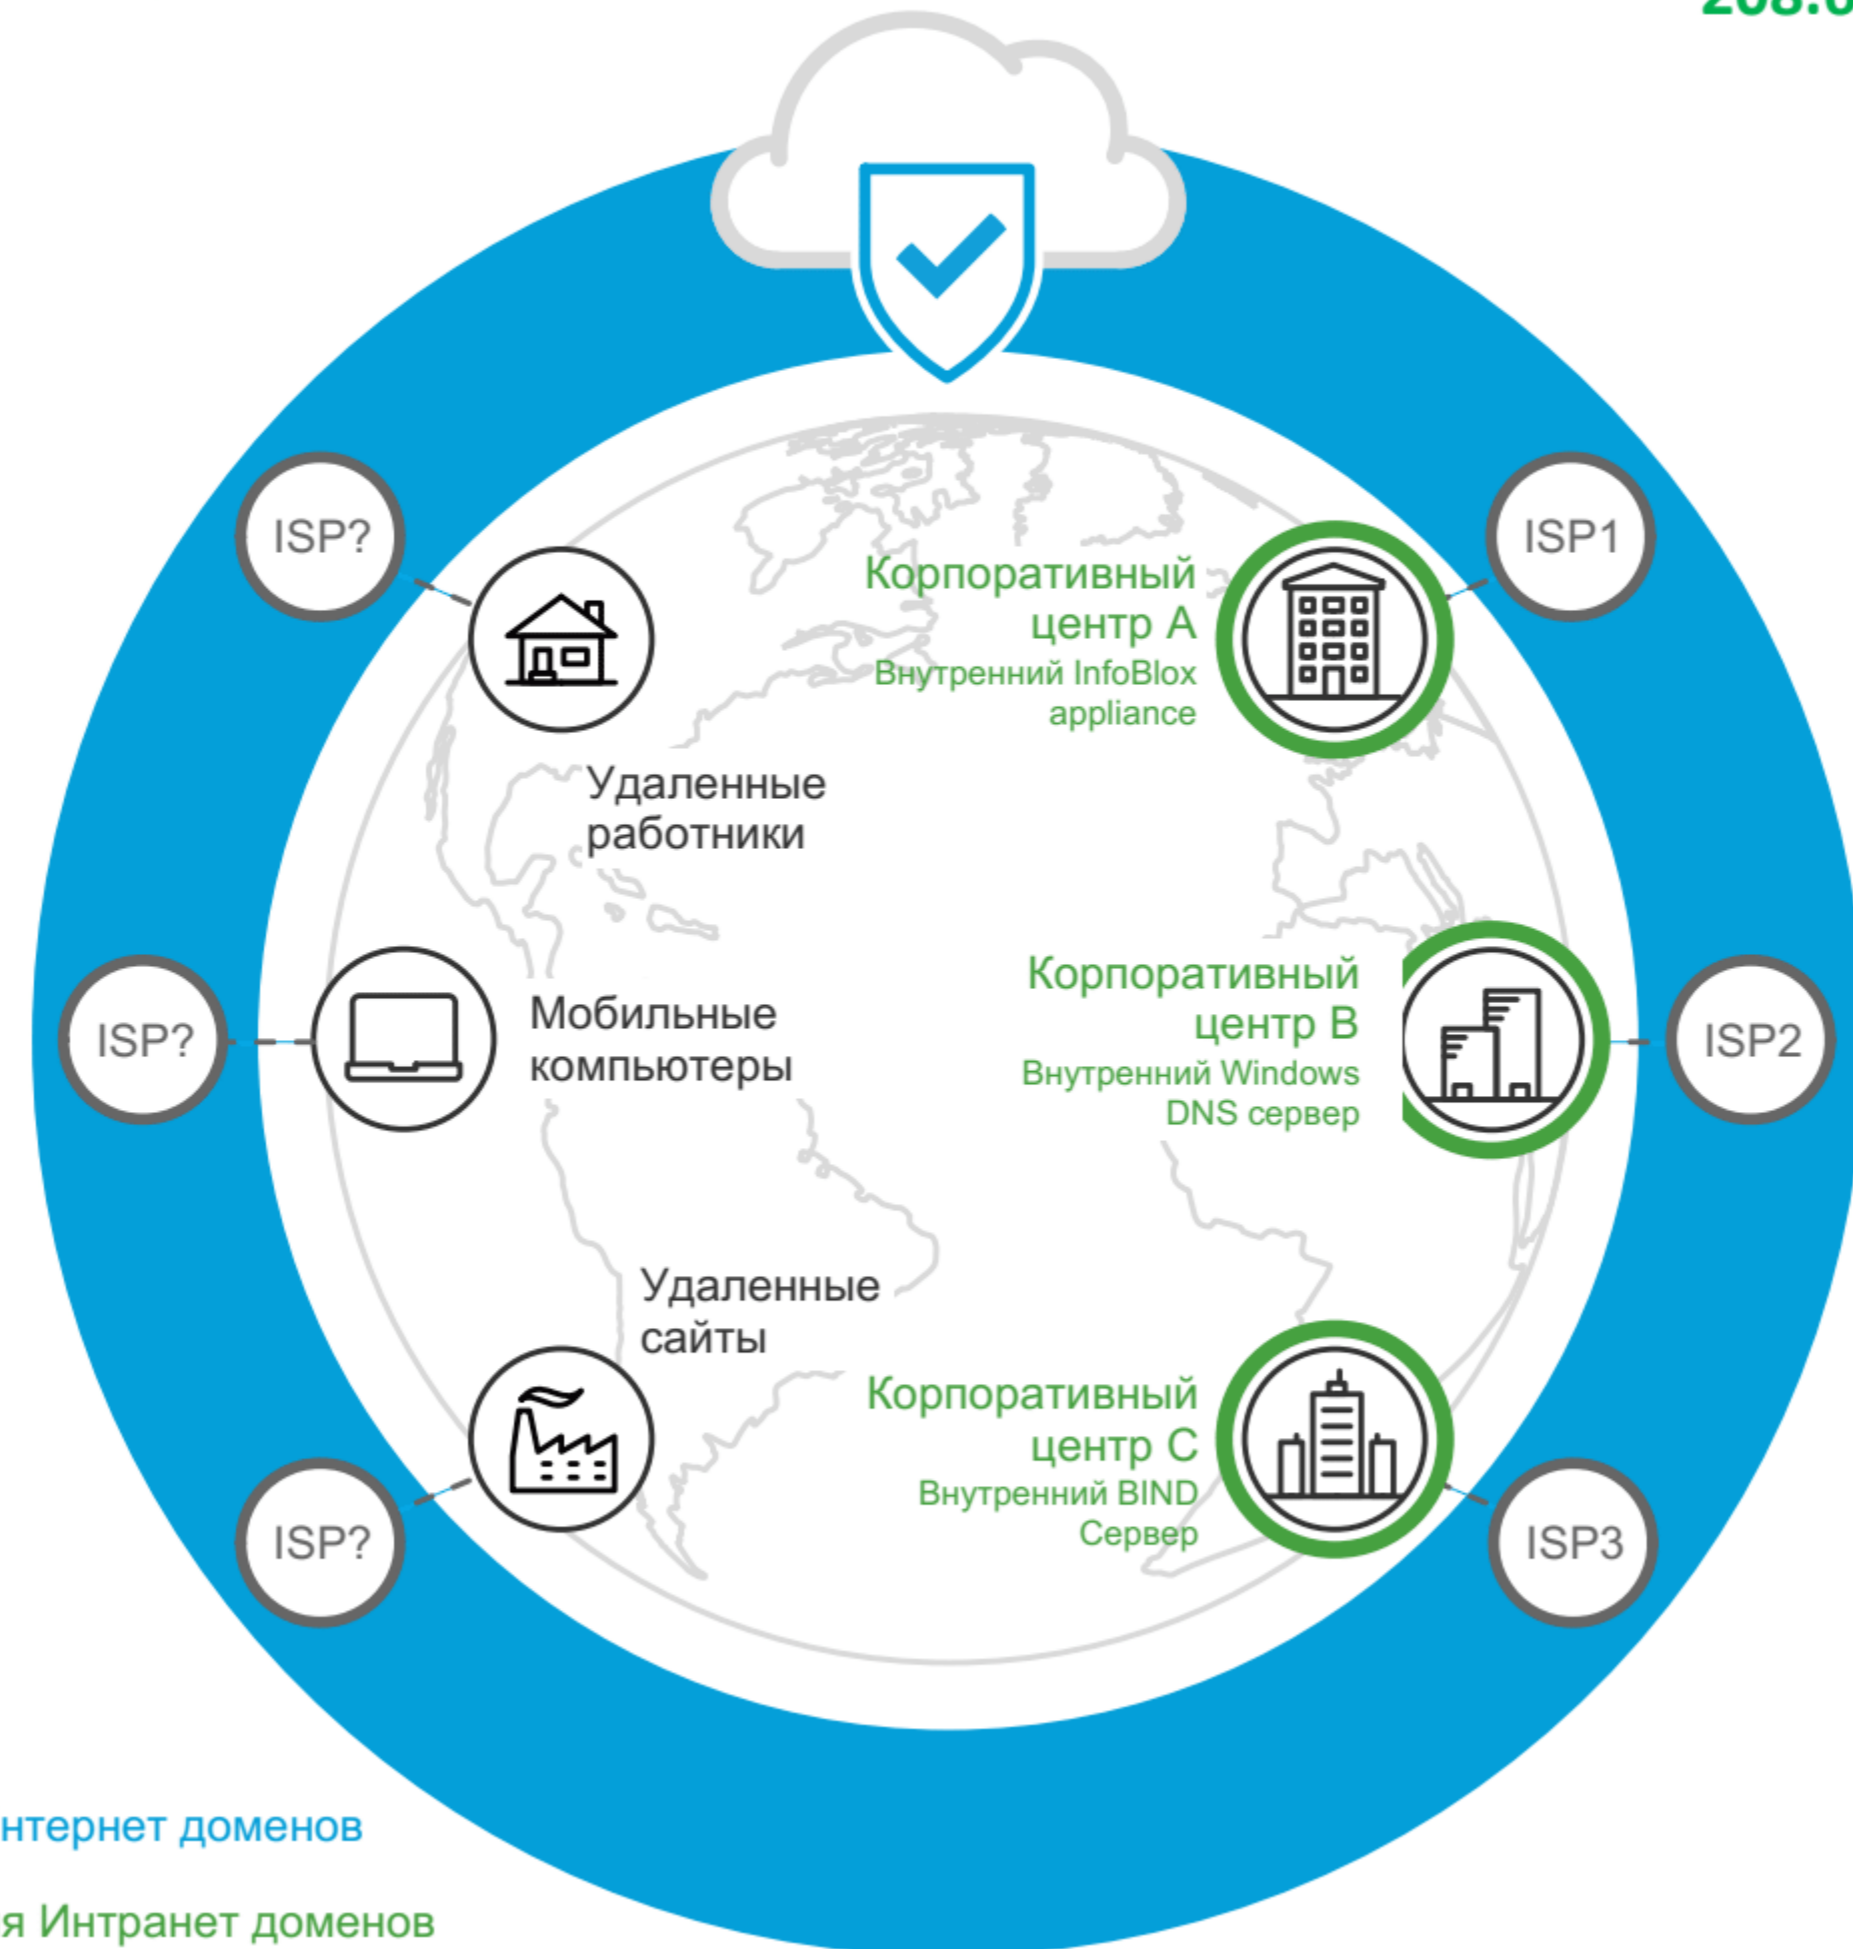 ISP?
ISP1
Корпоративный
центр A
Внутренний InfoBlox
appliance
Удаленные
работники
ISP?
Мобильные
компьютеры
Корпоративный
центр B
Внутренний Windows
DNS сервер
ISP2
Удаленные
сайты
Корпоративный
центр C
Внутренний BIND
Сервер
ISP?
ISP3
нтернет доменов
я Интранет доменов